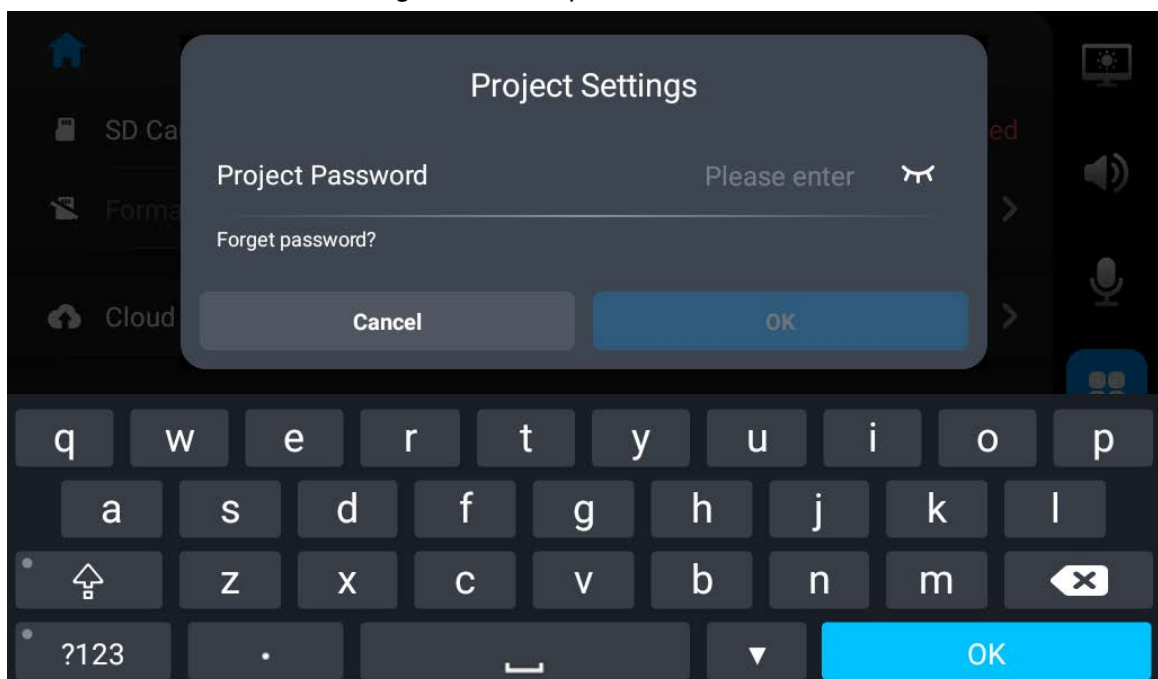 Project Settings
SD Ca
ed
Project Password Please enter
Forma
Forget password?
Cloud
Cancel OK
q w e r t y u i o p
a s d f g h j k l
z x c v b n m
?123 . ▼ OK